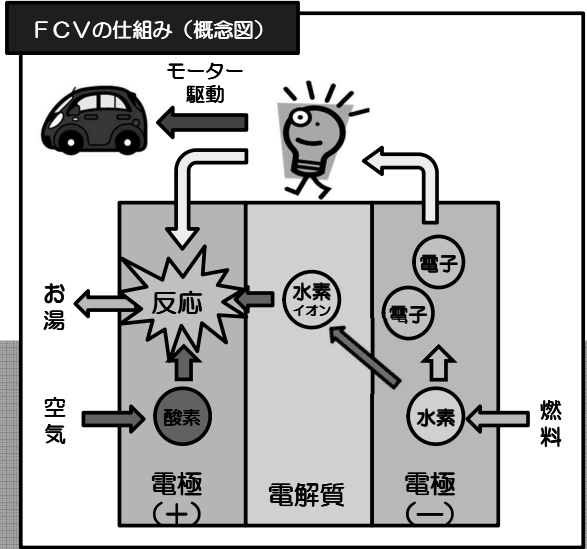 ＦＣＶの仕組み（概念図）
モーター
駆動
電子
電子
水素
イオン
反応
お
湯
空
気
酸素
水素
燃
料
電極
（＋）
電解質
電極
（―）